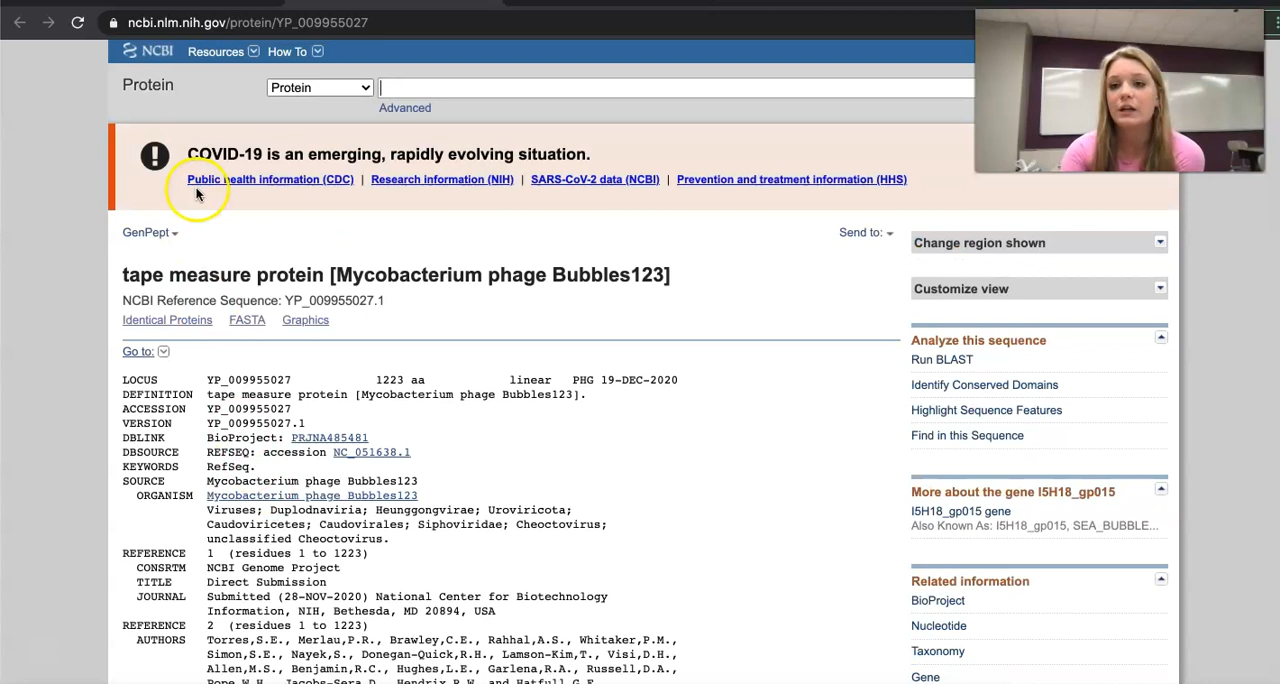 ncbi.nlm.nih.gov/protein/YP_009955027
NCBI Resources How To
Protein Protein
Advanced
COVID-19 is an emerging, rapidly evolving situation.
Public health information (CDC) | Research information (NIH) | SARS-CoV-2 data (NCBI) | Prevention and treatment information (HHS)
GenPept Send to:
tape measure protein [Mycobacterium phage Bubbles123]
NCBI Reference Sequence: YP_009955027.1
Identical Proteins FASTA Graphics
Go to:
LOCUS YP_009955027 1223 aa linear PHG 19-DEC-2020
DEFINITION tape measure protein [Mycobacterium phage Bubbles123].
ACCESSION YP_009955027
VERSION YP_009955027.1
DBLINK BioProject: PRJNA485481
DBSOURCE REFSEQ: accession NC_051638.1
KEYWORDS RefSeq.
SOURCE Mycobacterium phage Bubbles123
ORGANISM Mycobacterium phage Bubbles123
Viruses; Duplodnaviria; Heunggongvirae; Uroviricota;
Caudoviricetes; Caudovirales; Siphoviridae; Cheoctovirus;
unclassified Cheoctovirus.
REFERENCE 1 (residues 1 to 1223)
CONSRTM NCBI Genome Project
TITLE Direct Submission
JOURNAL Submitted (28-NOV-2020) National Center for Biotechnology
Information, NIH, Bethesda, MD 20894, USA
REFERENCE 2 (residues 1 to 1223)
AUTHORS Torres,S.E., Merlau,P.R., Brawley,C.E., Rahhal,A.S., Whitaker,P.M.,
Simon,S.E., Nayek,S., Donegan-Quick,R.H., Lamson-Kim,T., Visi,D.H.,
Allen,M.S., Benjamin,R.C., Hughes,L.E., Garlena,R.A., Russell,D.A.,
Pope,W.H., Jacobs-Sera,D., Hendrix,R.W. and Hatfull,G.F.
Change region shown
Customize view
Analyze this sequence
Run BLAST
Identify Conserved Domains
Highlight Sequence Features
Find in this Sequence
More about the gene I5H18_gp015
I5H18_gp015 gene
Also Known As: I5H18_gp015, SEA_BUBBLE...
Related information
BioProject
Nucleotide
Taxonomy
Gene